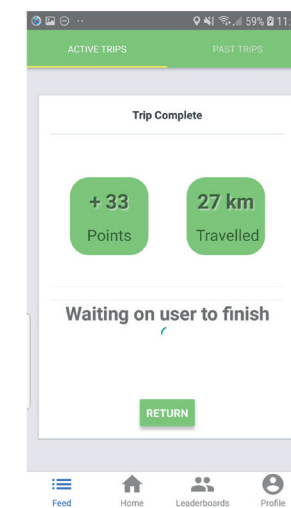 59% 11:
ACTIVE TRIPS PAST TRIPS
Trip Complete
+ 33 27 km
Points Travelled
Waiting on user to finish
RETURN
Feed Home Leaderboards Profile